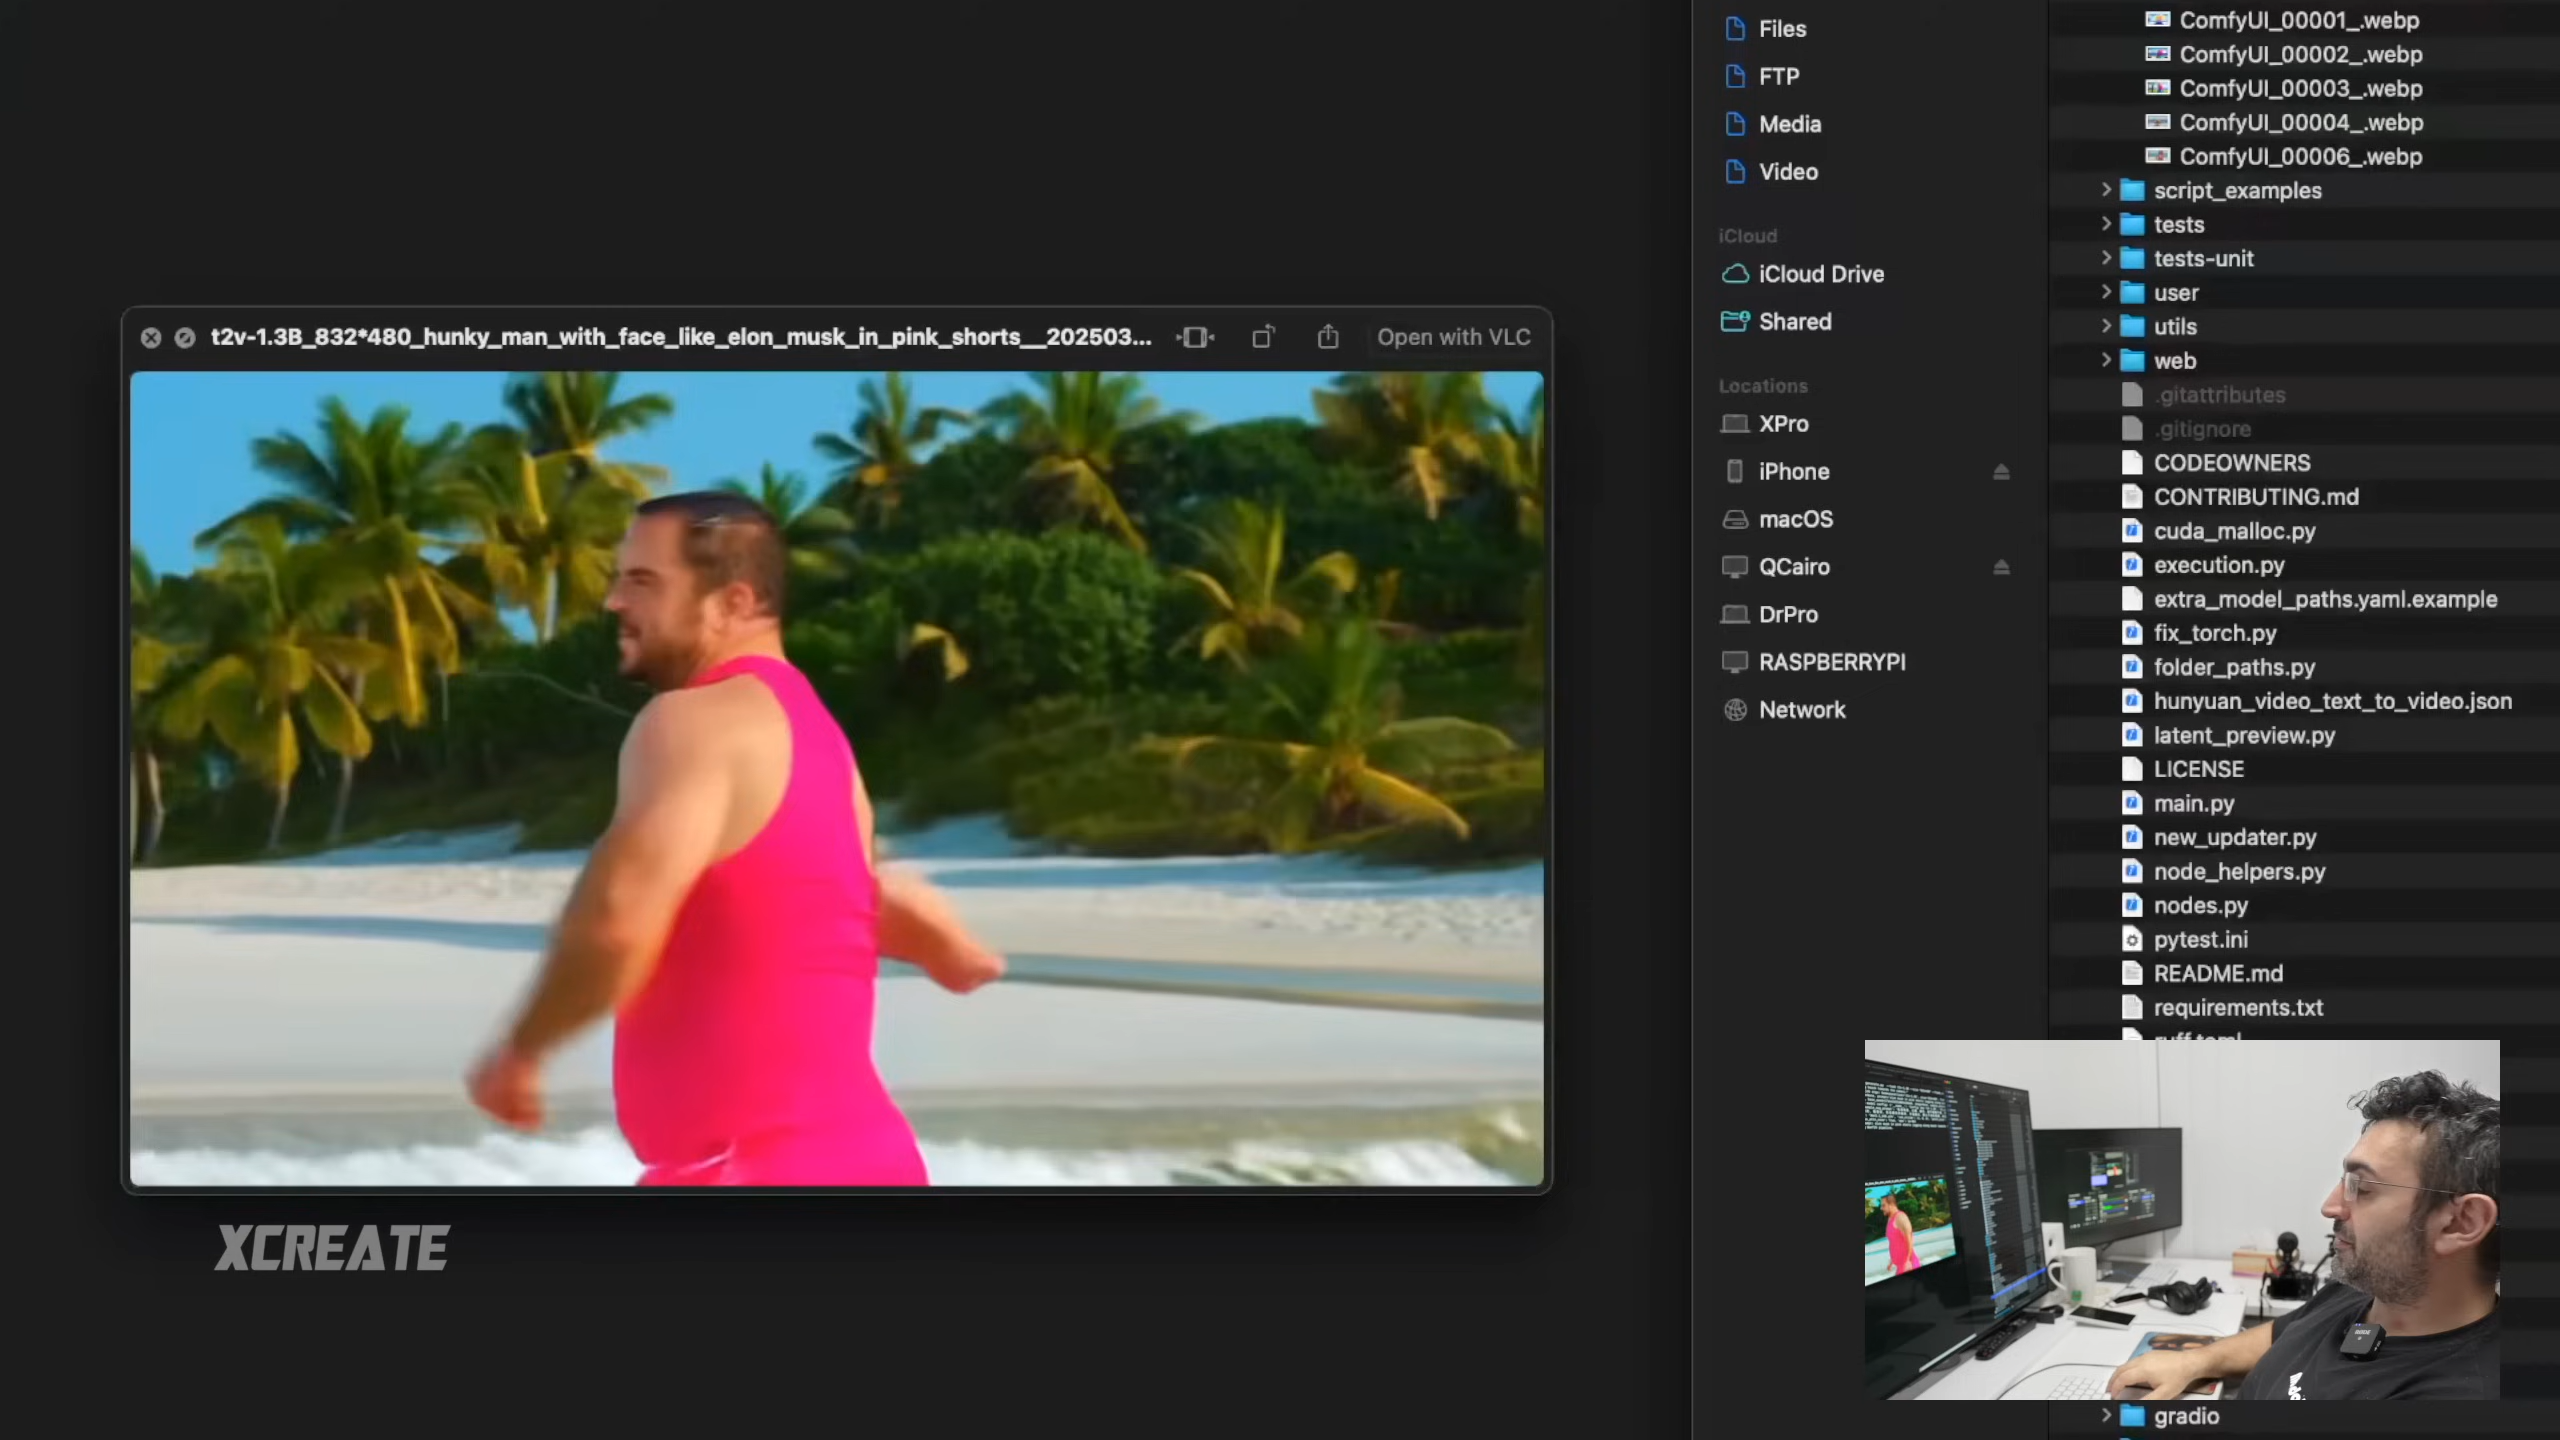 t2v-1.3B_832*480_hunky_man_with_face_like_elon_musk_in_pink_shorts__202503...
Open with VLC
XCREATE
Files
FTP
Media
Video
iCloud
iCloud Drive
Shared
Locations
XPro
iPhone
macOS
QCairo
DrPro
RASPBERRYPI
Network
ComfyUI_00001_.webp
ComfyUI_00002_.webp
ComfyUI_00003_.webp
ComfyUI_00004_.webp
ComfyUI_00006_.webp
script_examples
tests
tests-unit
user
utils
web
.gitattributes
.gitignore
CODEOWNERS
CONTRIBUTING.md
cuda_malloc.py
execution.py
extra_model_paths.yaml.example
fix_torch.py
folder_paths.py
hunyuan_video_text_to_video.json
latent_preview.py
LICENSE
main.py
new_updater.py
node_helpers.py
nodes.py
pytest.ini
README.md
requirements.txt
gradio